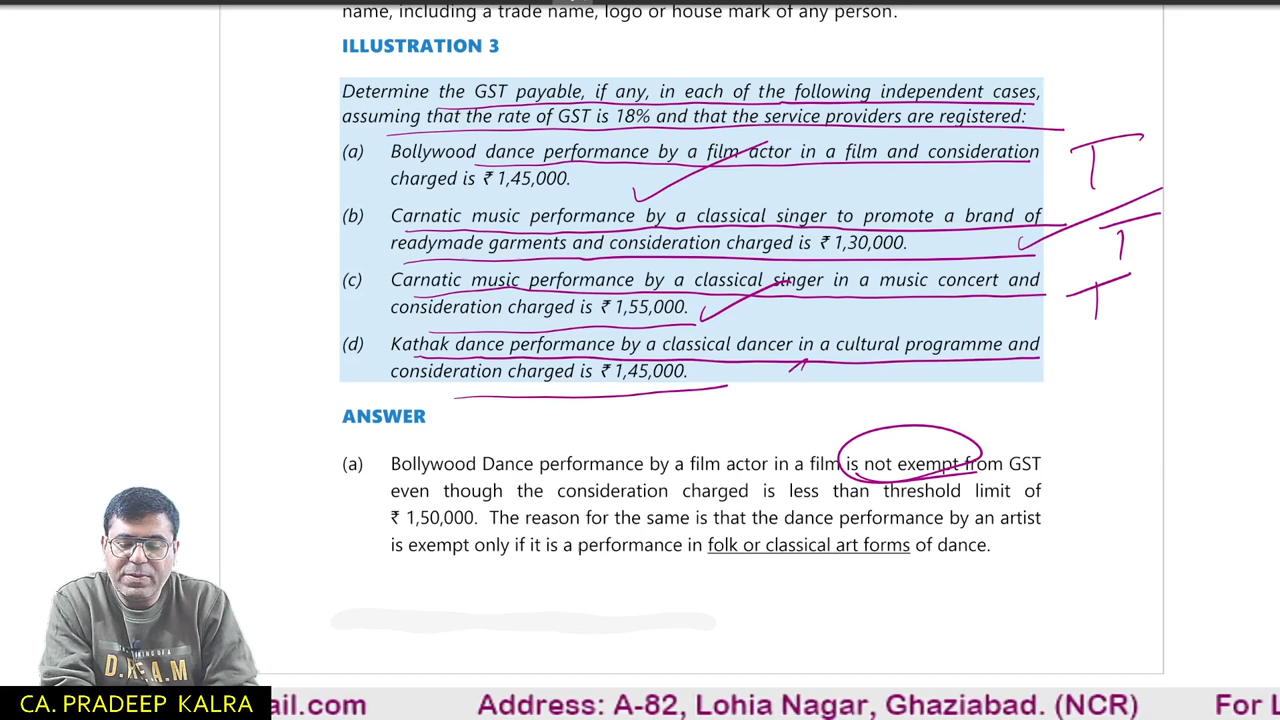 name, including a trade name, logo or house mark of any person.
ILLUSTRATION 3
Determine the GST payable, if any, in each of the following independent cases,
assuming that the rate of GST is 18% and that the service providers are registered:
(a) Bollywood dance performance by a film actor in a film and consideration
charged is ₹ 1,45,000.
T
(b) Carnatic music performance by a classical singer to promote a brand of
readymade garments and consideration charged is ₹ 1,30,000.
T
(c) Carnatic music performance by a classical singer in a music concert and
consideration charged is ₹ 1,55,000.
T
(d) Kathak dance performance by a classical dancer in a cultural programme and
consideration charged is ₹ 1,45,000.
ANSWER
(a) Bollywood Dance performance by a film actor in a film is not exempt from GST
even though the consideration charged is less than threshold limit of
₹ 1,50,000. The reason for the same is that the dance performance by an artist
is exempt only if it is a performance in folk or classical art forms of dance.
D.R.E.A.M
CA. PRADEEP KALRA
ail.com Address: A-82, Lohia Nagar, Ghaziabad. (NCR) For L